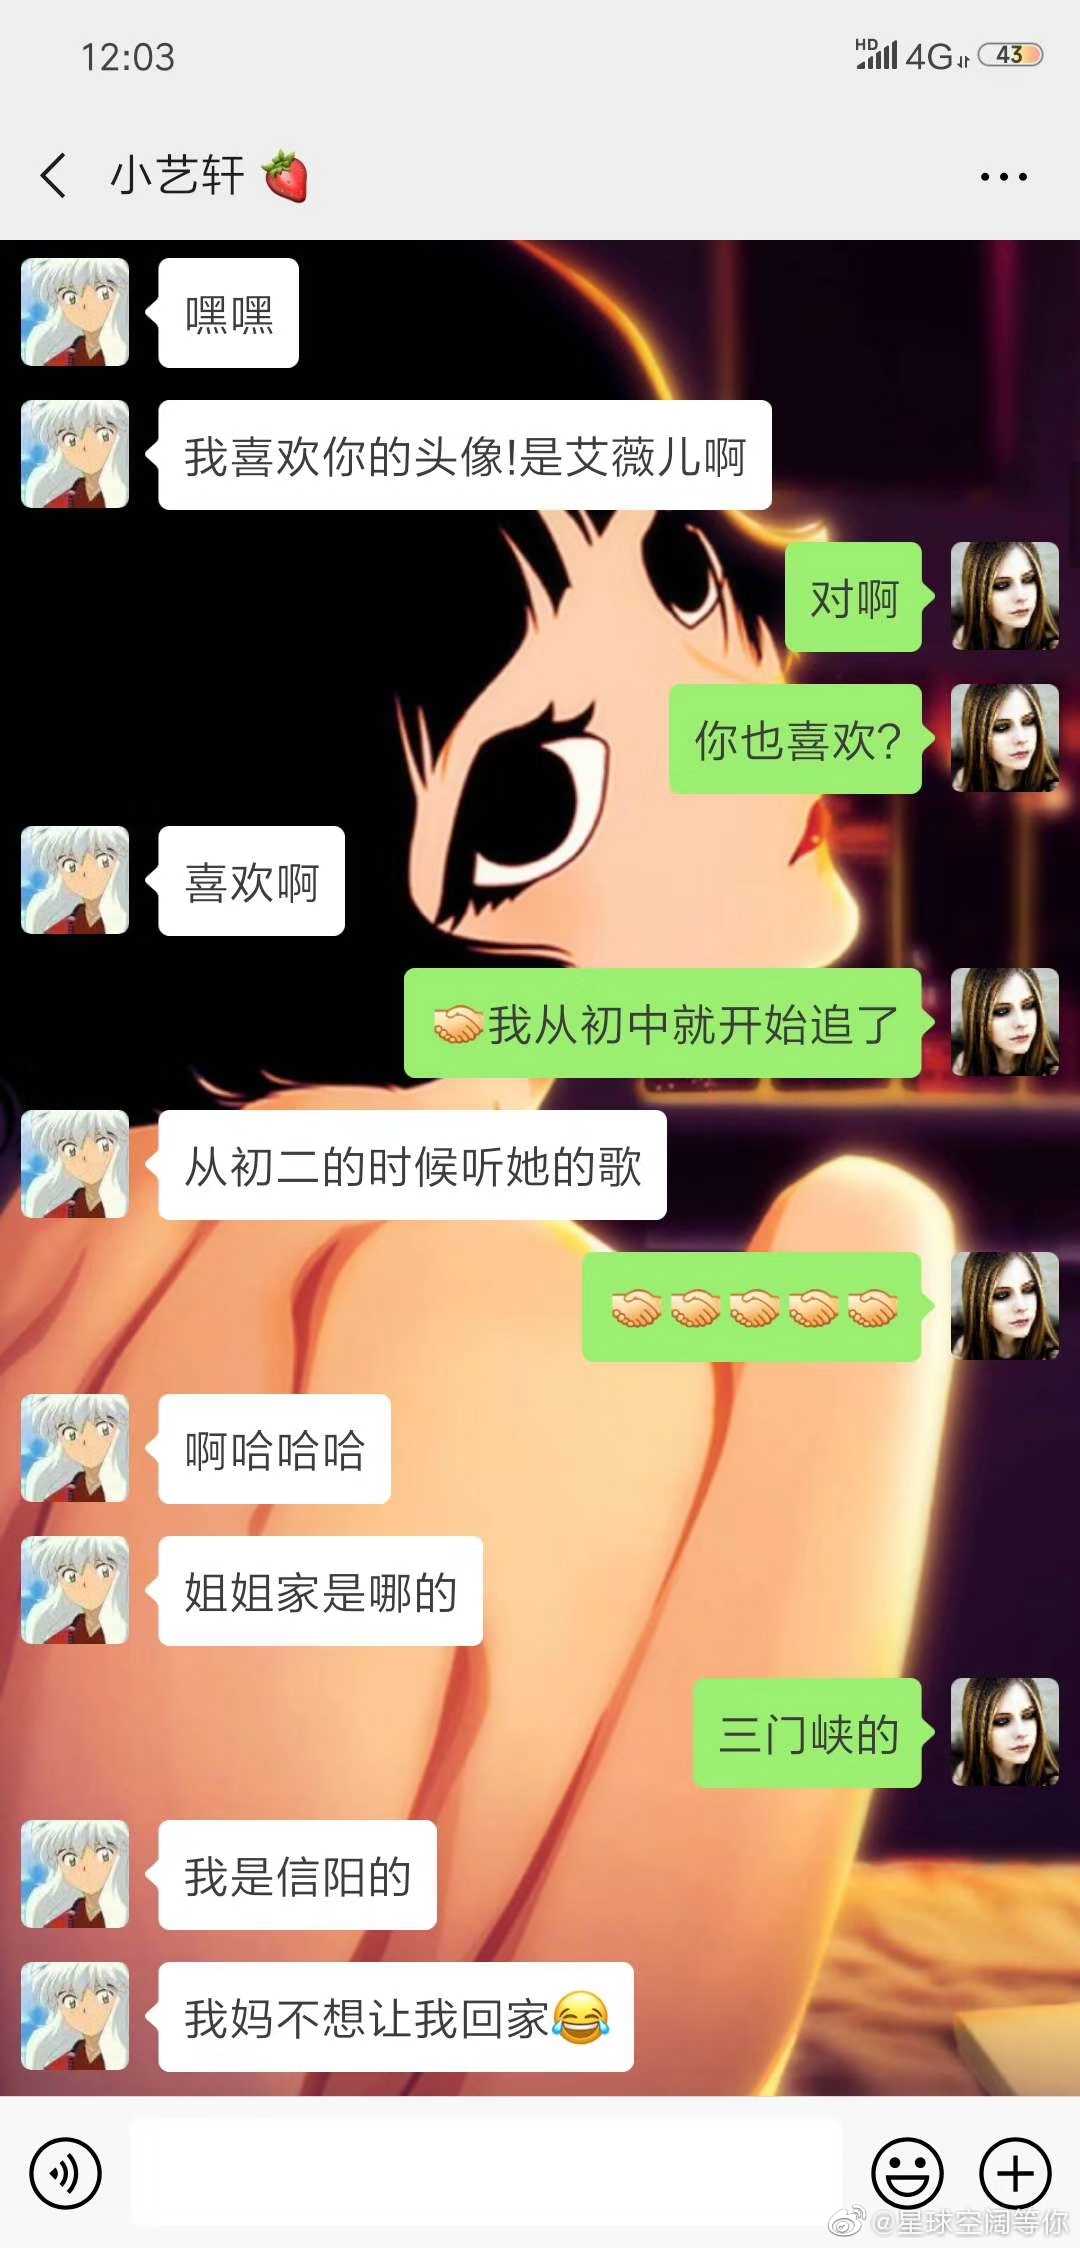 12:03
HD 4G 43
小艺轩 🍓
嘿嘿
我喜欢你的头像!是艾薇儿啊
对啊
你也喜欢?
喜欢啊
🤝我从初中就开始追了
从初二的时候听她的歌
🤝🤝🤝🤝🤝
啊哈哈哈
姐姐家是哪的
三门峡的
我是信阳的
我妈不想让我回家😂
@星球空阔等你